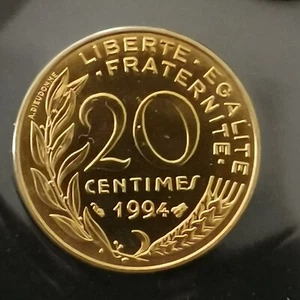 LIBERTE · EGALITE
· FRATERNITE ·
A.DIEUDONNE
20
CENTIMES
1994